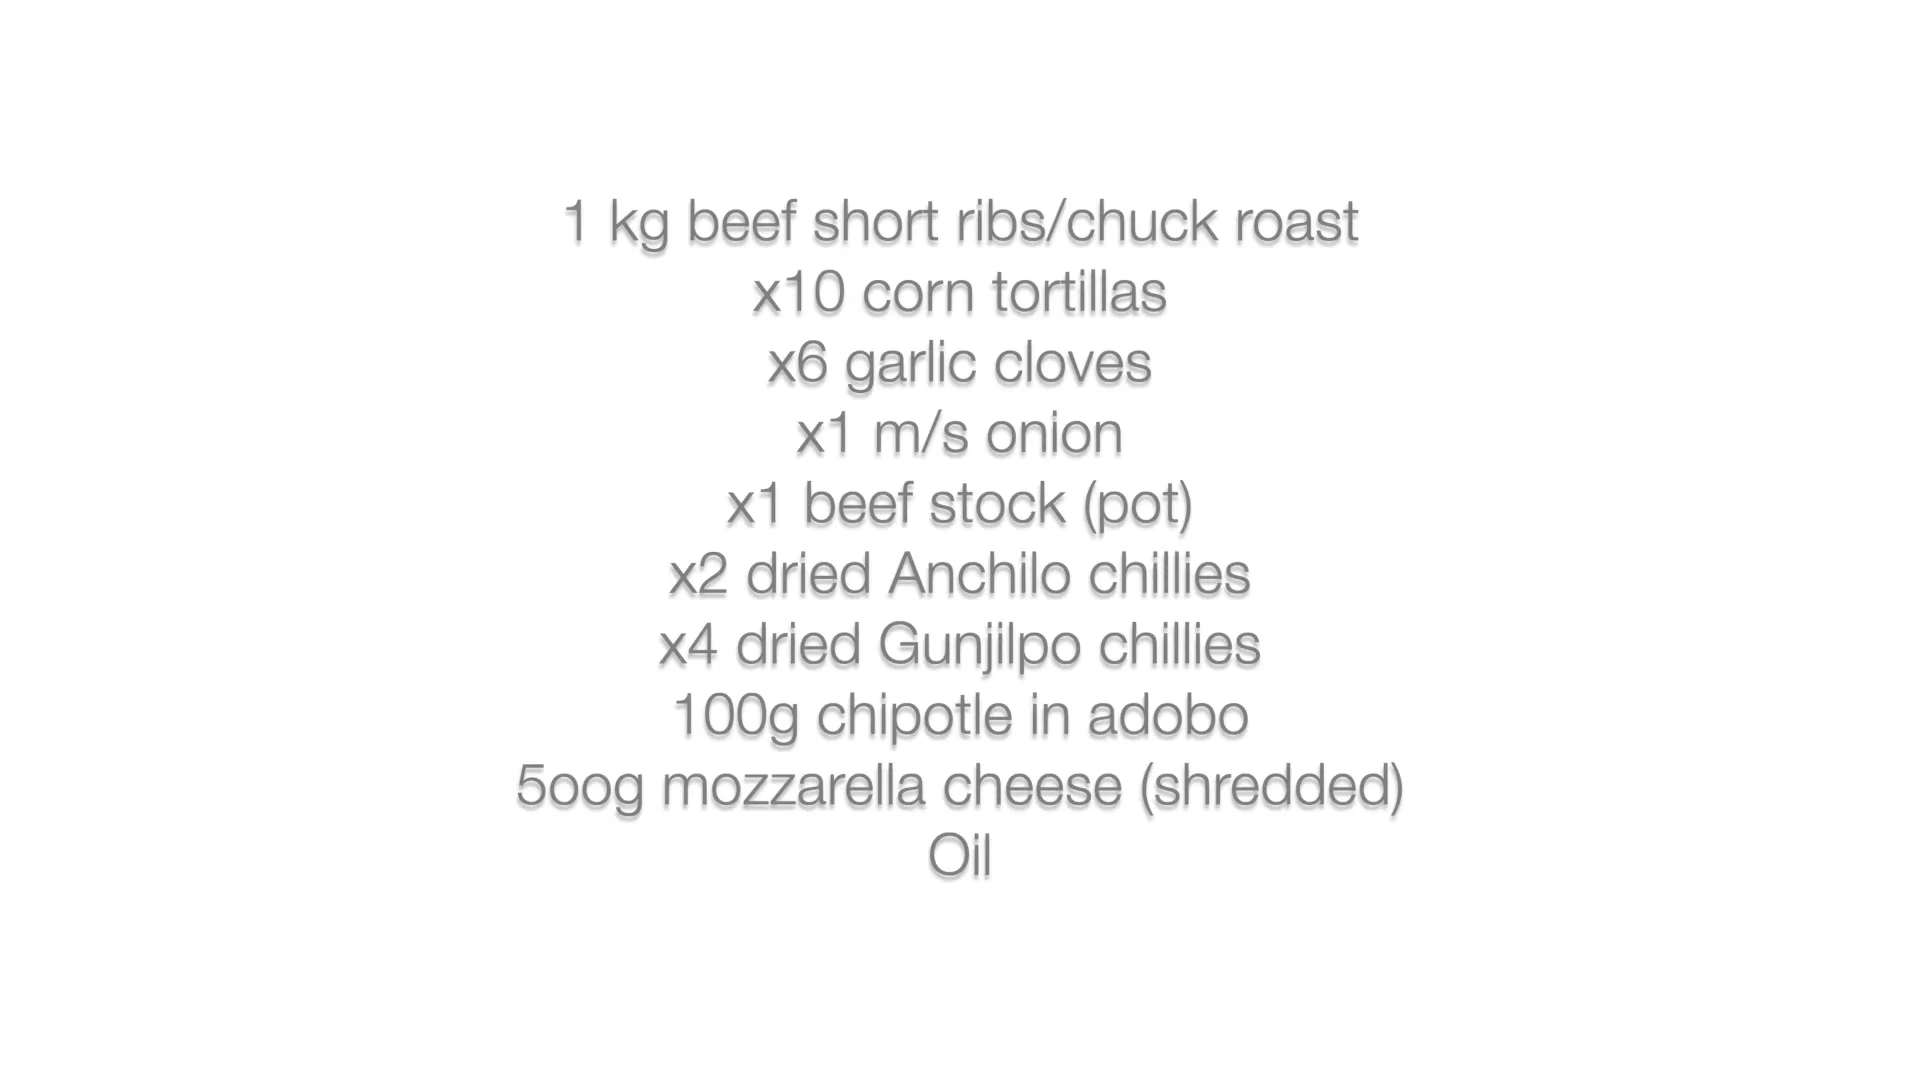 1 kg beef short ribs/chuck roast
x10 corn tortillas
x6 garlic cloves
x1 m/s onion
x1 beef stock (pot)
x2 dried Anchilo chillies
x4 dried Gunjilpo chillies
100g chipotle in adobo
5oog mozzarella cheese (shredded)
Oil